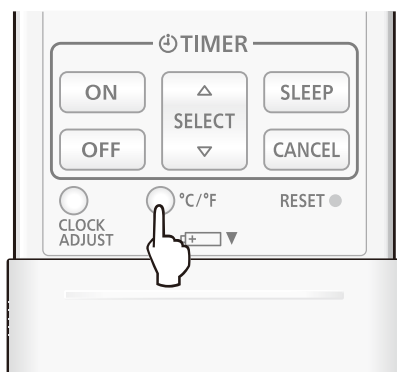 TIMER
ON
SELECT
SLEEP
OFF
CANCEL
°C/°F
RESET
CLOCK
ADJUST
+